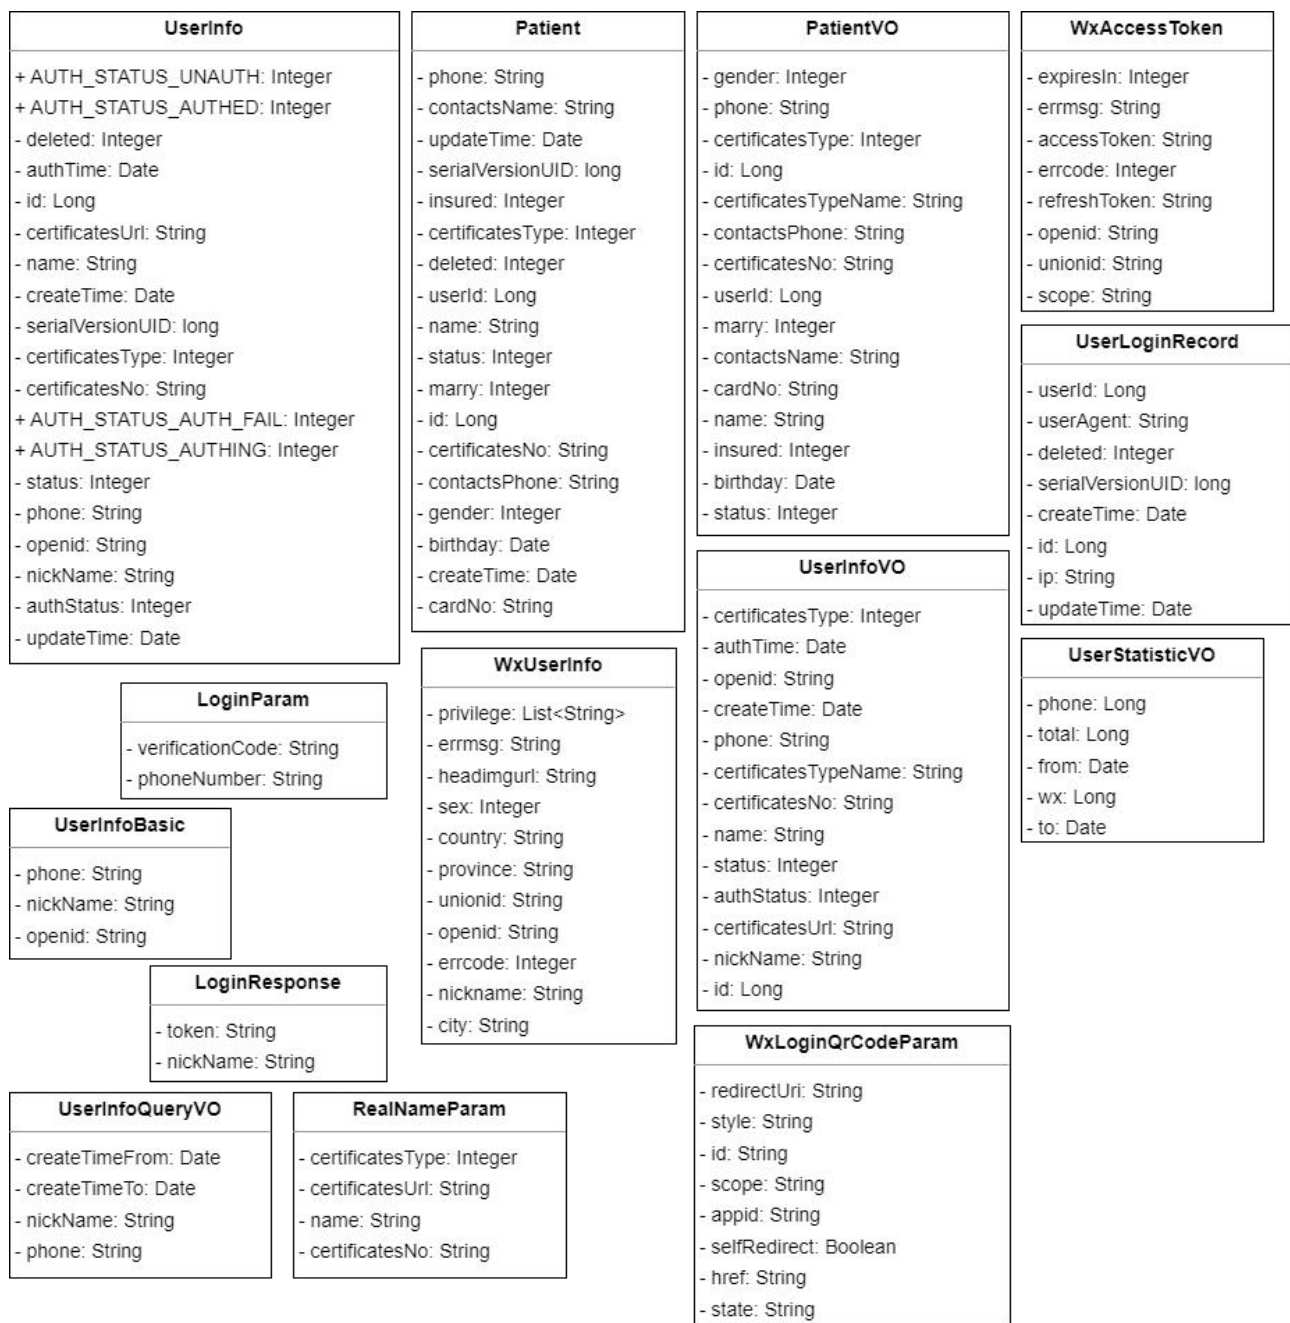 UserInfo
+ AUTH_STATUS_UNAUTH: Integer
+ AUTH_STATUS_AUTHED: Integer
- deleted: Integer
- authTime: Date
- id: Long
- certificatesUrl: String
- name: String
- createTime: Date
- serialVersionUID: long
- certificatesType: Integer
- certificatesNo: String
+ AUTH_STATUS_AUTH_FAIL: Integer
+ AUTH_STATUS_AUTHING: Integer
- status: Integer
- phone: String
- openid: String
- nickName: String
- authStatus: Integer
- updateTime: Date
Patient
- phone: String
- contactsName: String
- updateTime: Date
- serialVersionUID: long
- insured: Integer
- certificatesType: Integer
- deleted: Integer
- userId: Long
- name: String
- status: Integer
- marry: Integer
- id: Long
- certificatesNo: String
- contactsPhone: String
- gender: Integer
- birthday: Date
- createTime: Date
- cardNo: String
PatientVO
- gender: Integer
- phone: String
- certificatesType: Integer
- id: Long
- certificatesTypeName: String
- contactsPhone: String
- certificatesNo: String
- userId: Long
- marry: Integer
- contactsName: String
- cardNo: String
- name: String
- insured: Integer
- birthday: Date
- status: Integer
WxAccessToken
- expiresIn: Integer
- errmsg: String
- accessToken: String
- errcode: Integer
- refreshToken: String
- openid: String
- unionid: String
- scope: String
UserLoginRecord
- userId: Long
- userAgent: String
- deleted: Integer
- serialVersionUID: long
- createTime: Date
- id: Long
- ip: String
- updateTime: Date
UserInfoVO
- certificatesType: Integer
- authTime: Date
- openid: String
- createTime: Date
- phone: String
- certificatesTypeName: String
- certificatesNo: String
- name: String
- status: Integer
- authStatus: Integer
- certificatesUrl: String
- nickName: String
- id: Long
UserStatisticVO
- phone: Long
- total: Long
- from: Date
- wx: Long
- to: Date
WxUserInfo
- privilege: List<String>
- errmsg: String
- headimgurl: String
- sex: Integer
- country: String
- province: String
- unionid: String
- openid: String
- errcode: Integer
- nickname: String
- city: String
LoginParam
- verificationCode: String
- phoneNumber: String
UserInfoBasic
- phone: String
- nickName: String
- openid: String
LoginResponse
- token: String
- nickName: String
UserInfoQueryVO
- createTimeFrom: Date
- createTimeTo: Date
- nickName: String
- phone: String
RealNameParam
- certificatesType: Integer
- certificatesUrl: String
- name: String
- certificatesNo: String
WxLoginQrCodeParam
- redirectUri: String
- style: String
- id: String
- scope: String
- appid: String
- selfRedirect: Boolean
- href: String
- state: String